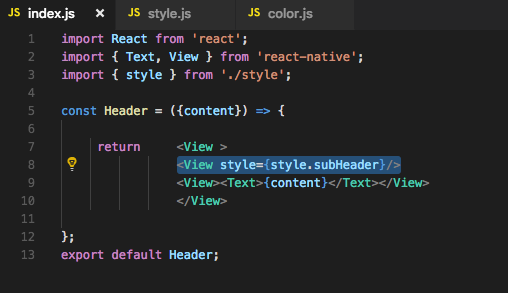 JS index.js × JS style.js JS color.js
1 import React from 'react';
2 import { Text, View } from 'react-native';
3 import { style } from './style';
4
5 const Header = ({content}) => {
6
7 return <View >
8 <View style={style.subHeader}/>
9 <View><Text>{content}</Text></View>
10 </View>
11
12 };
13 export default Header;